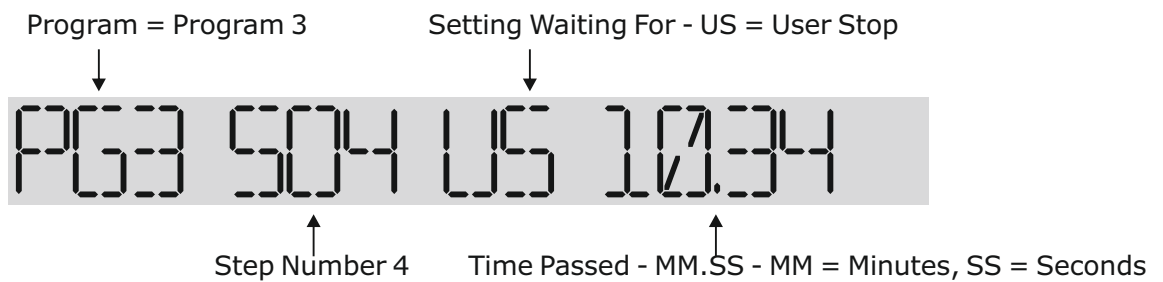 Program = Program 3 Setting Waiting For - US = User Stop
PG3 S04 US 10.34
Step Number 4 Time Passed - MM.SS - MM = Minutes, SS = Seconds